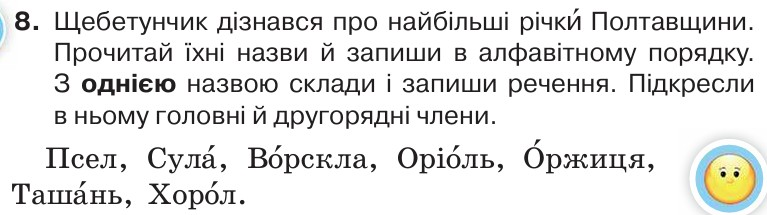 8. Щебетунчик дізнався про найбільші річки́ Полтавщини.
Прочитай їхні назви й запиши в алфавітному порядку.
З однією назвою склади і запиши речення. Підкресли
в ньому головні й другорядні члени.
Псел, Сула́, Во́рскла, Оріо́ль, О́ржиця,
Таша́нь, Хоро́л.